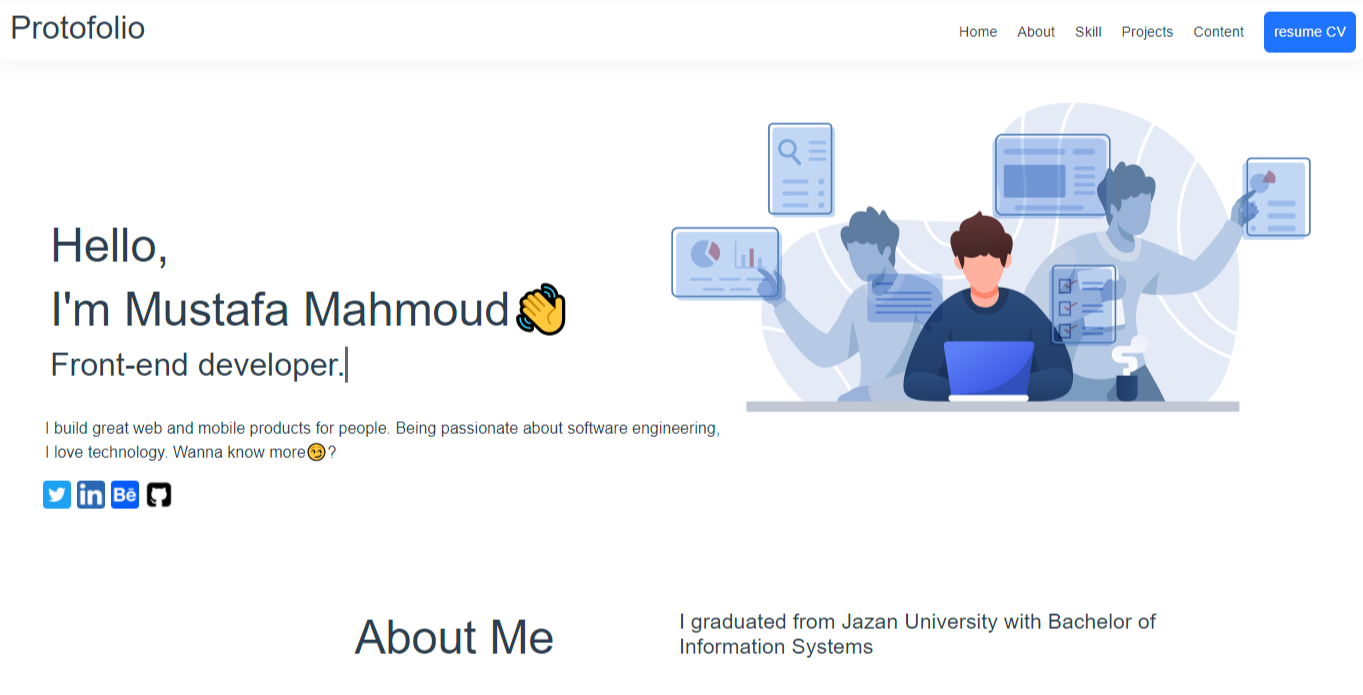 Protofolio
Home About Skill Projects Content resume CV
Hello,
I'm Mustafa Mahmoud👋
Front-end developer.
I build great web and mobile products for people. Being passionate about software engineering,
I love technology. Wanna know more😏?
in Bē
About Me
I graduated from Jazan University with Bachelor of
Information Systems